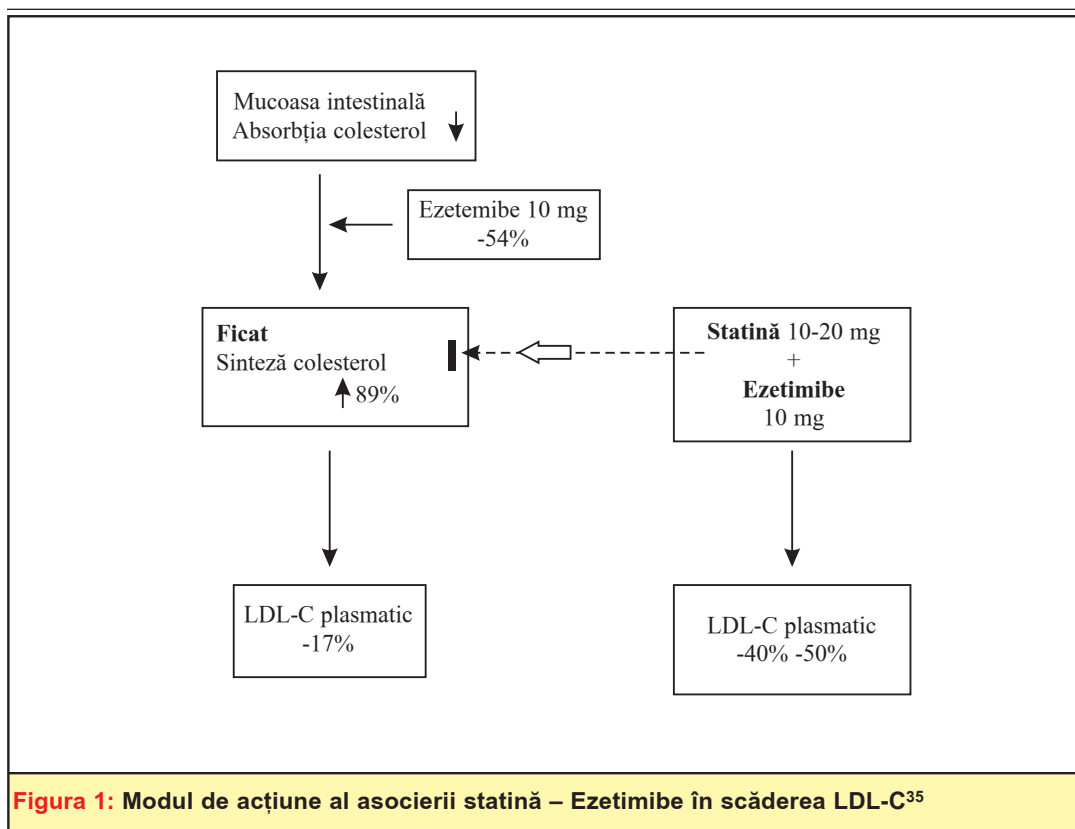 Mucoasa intestinală
Absorbția colesterol
Ezetemibe 10 mg
-54%
Ficat
Sinteză colesterol
89%
Statină 10-20 mg
+
Ezetimibe
10 mg
LDL-C plasmatic
-17%
LDL-C plasmatic
-40% -50%
Figura 1: Modul de acțiune al asocierii statină – Ezetimibe în scăderea LDL-C35